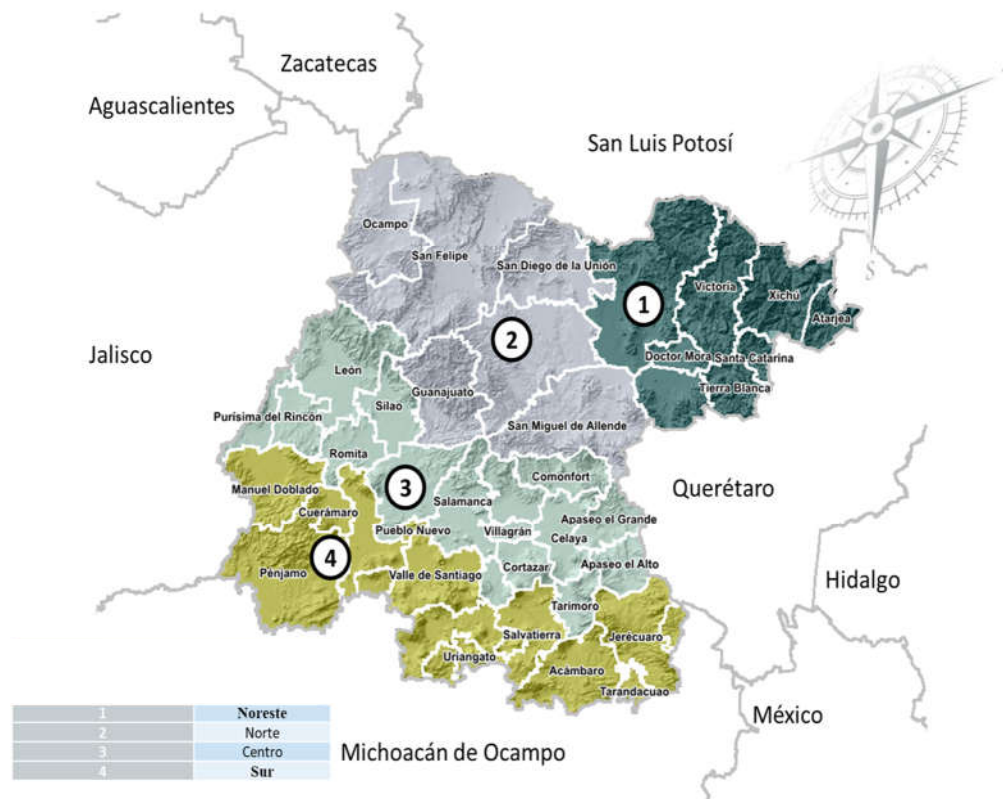 Zacatecas
Aguascalientes
San Luis Potosí
S
Ocampo
San Felipe
San Diego de la Unión
Victoria
Xichú
1
Atarjea
2
Jalisco
Doctor Mora
Santa Catarina
León
Guanajuato
Tierra Blanca
Silao
Purísima del Rincón
San Miguel de Allende
Romita
Comonfort
Querétaro
3
Manuel Doblado
Salamanca
Cuerámaro
Apaseo el Grande
Pueblo Nuevo
Villagrán
Celaya
4
Apaseo el Alto
Cortazar
Pénjamo
Valle de Santiago
Hidalgo
Tarimoro
Salvatierra
Jerécuaro
Uriangato
Acámbaro
Tarandacuao
México
1 Noreste
2 Norte
3 Centro
4 Sur
Michoacán de Ocampo